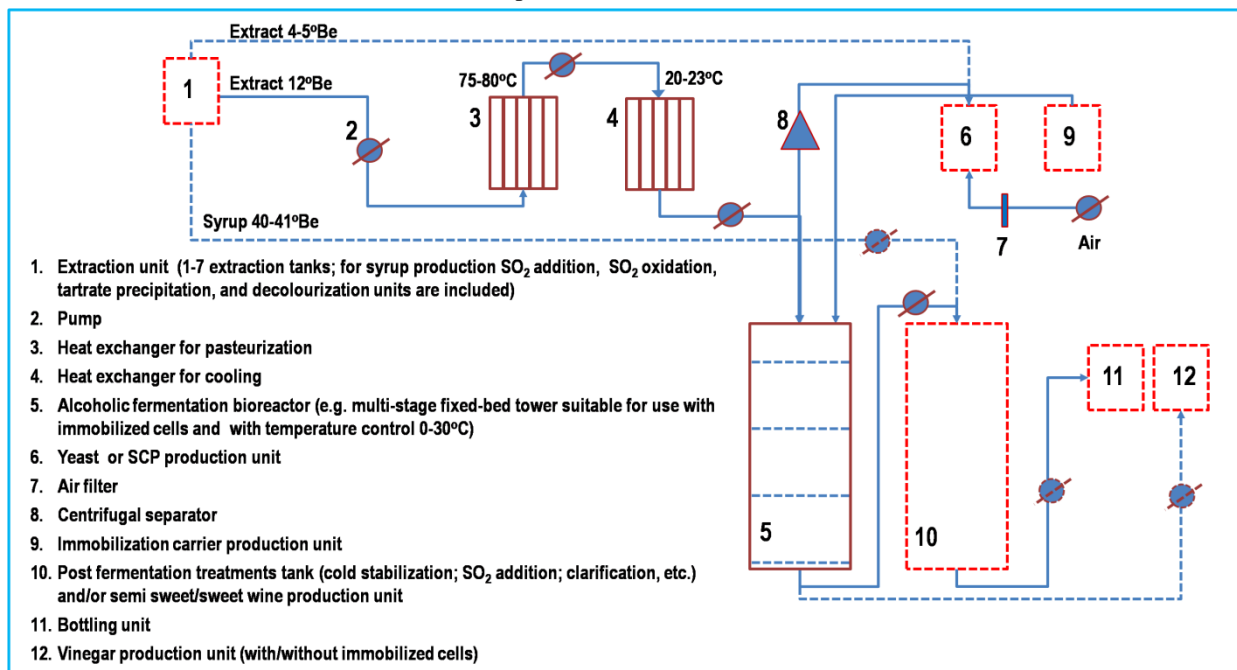 Extract 4-5ºBe
1
Extract 12ºBe
75-80ºC
20-23ºC
2
3
4
8
6
9
7
Air
Syrup 40-41ºBe
1. Extraction unit (1-7 extraction tanks; for syrup production SO₂ addition, SO₂ oxidation,
tartrate precipitation, and decolourization units are included)
2. Pump
3. Heat exchanger for pasteurization
4. Heat exchanger for cooling
5. Alcoholic fermentation bioreactor (e.g. multi-stage fixed-bed tower suitable for use with
immobilized cells and with temperature control 0-30ºC)
6. Yeast or SCP production unit
7. Air filter
8. Centrifugal separator
9. Immobilization carrier production unit
10. Post fermentation treatments tank (cold stabilization; SO₂ addition; clarification, etc.)
and/or semi sweet/sweet wine production unit
11. Bottling unit
12. Vinegar production unit (with/without immobilized cells)
5
10
11
12